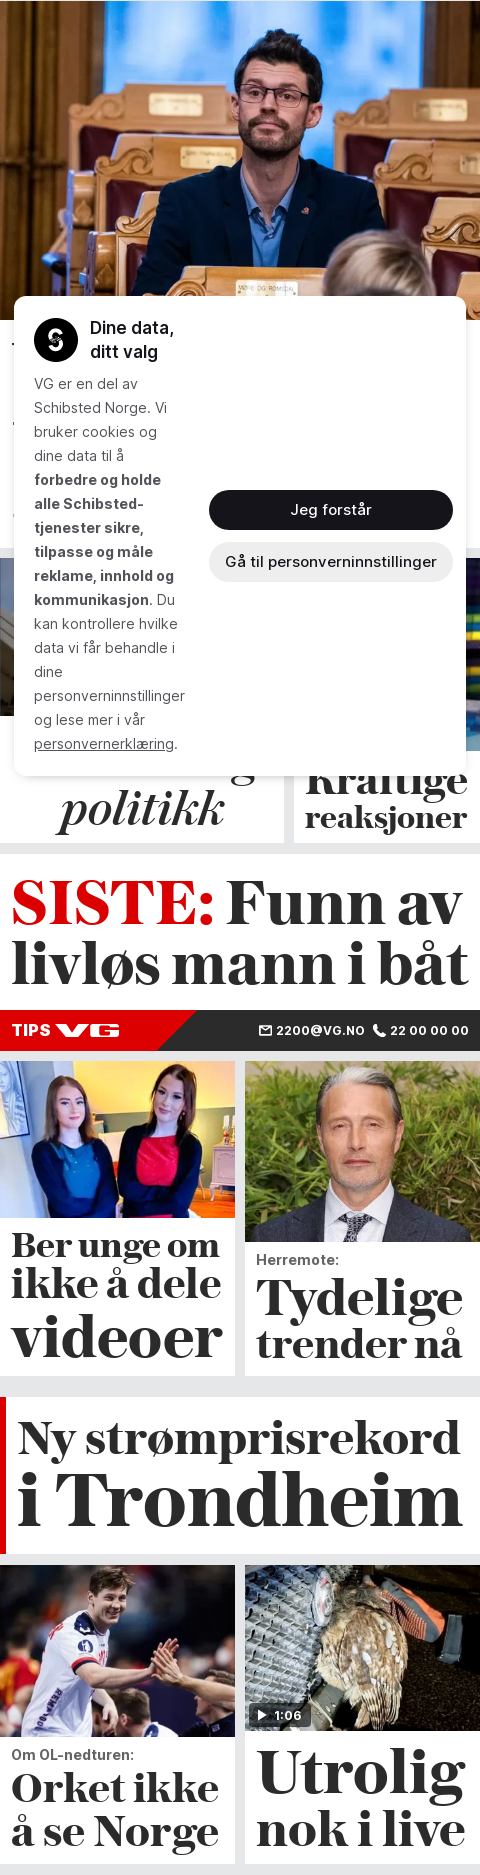 Dine data,
ditt valg
VG er en del av
Schibsted Norge. Vi
bruker cookies og
dine data til å
forbedre og holde
alle Schibsted-
tjenester sikre,
tilpasse og måle
reklame, innhold og
kommunikasjon. Du
kan kontrollere hvilke
data vi får behandle i
dine
personverninnstillinger
og lese mer i vår
personvernerklæring.
Jeg forstår
Gå til personverninnstillinger
politikk
Kraftige
reaksjoner
SISTE: Funn av
livløs mann i båt
TIPS VG
2200@VG.NO 22 00 00 00
Ber unge om
ikke å dele
videoer
Herremote:
Tydelige
trender nå
Ny strømprisrekord
i Trondheim
Om OL-nedturen:
Orket ikke
å se Norge
1:06
Utrolig
nok i live